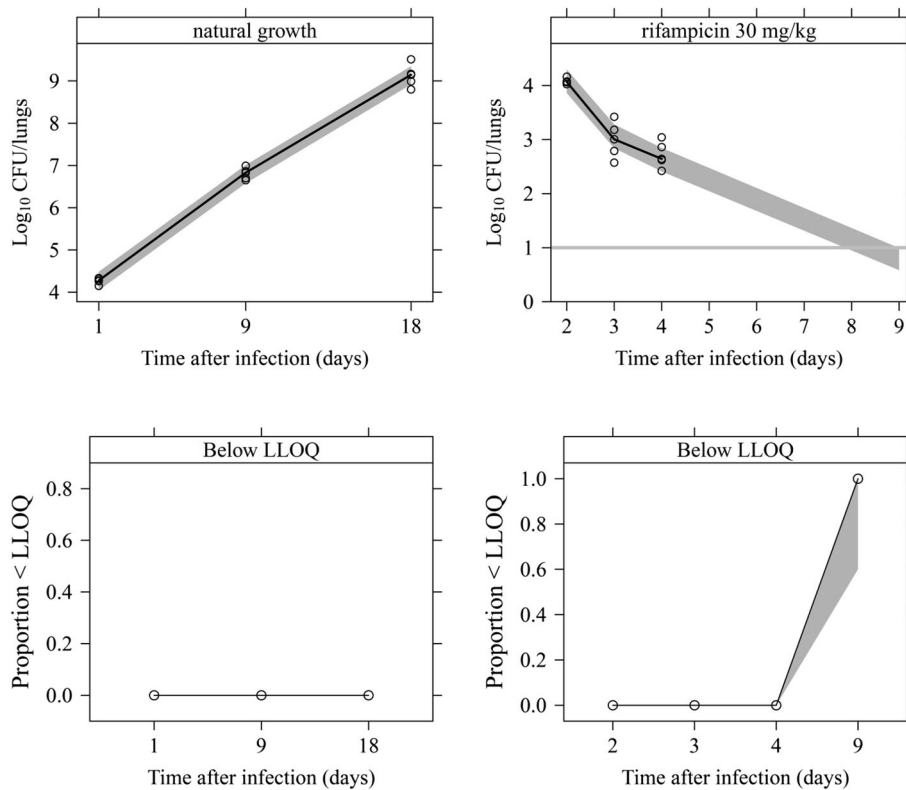 natural growth
Log₁₀ CFU/lungs
9
8
7
6
5
4
1 9 18
Time after infection (days)
rifampicin 30 mg/kg
Log₁₀ CFU/lungs
4
3
2
1
0
2 3 4 5 6 7 8 9
Time after infection (days)
Below LLOQ
Proportion < LLOQ
0.8
0.6
0.4
0.2
0.0
1 9 18
Time after infection (days)
Below LLOQ
Proportion < LLOQ
1.0
0.8
0.6
0.4
0.2
0.0
2 3 4 9
Time after infection (days)